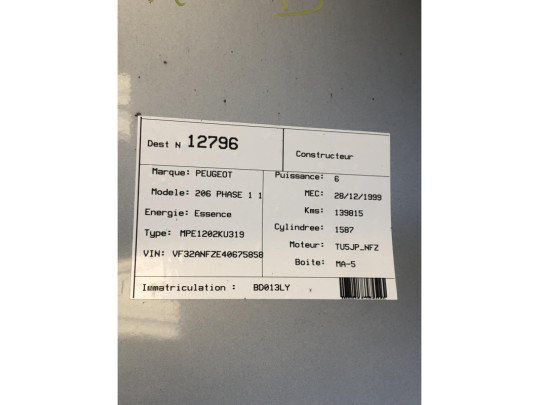 Dest N 12796
Constructeur
Marque: PEUGEOT
Modele: 206 PHASE 1 1
Energie: Essence
Type: MPE1202KU319
VIN: VF32ANFZE40675858
Puissance: 6
MEC: 28/12/1999
Kms: 139815
Cylindree: 1587
Moteur: TU5JP_NFZ
Boite: MA-5
Immatriculation : BD013LY